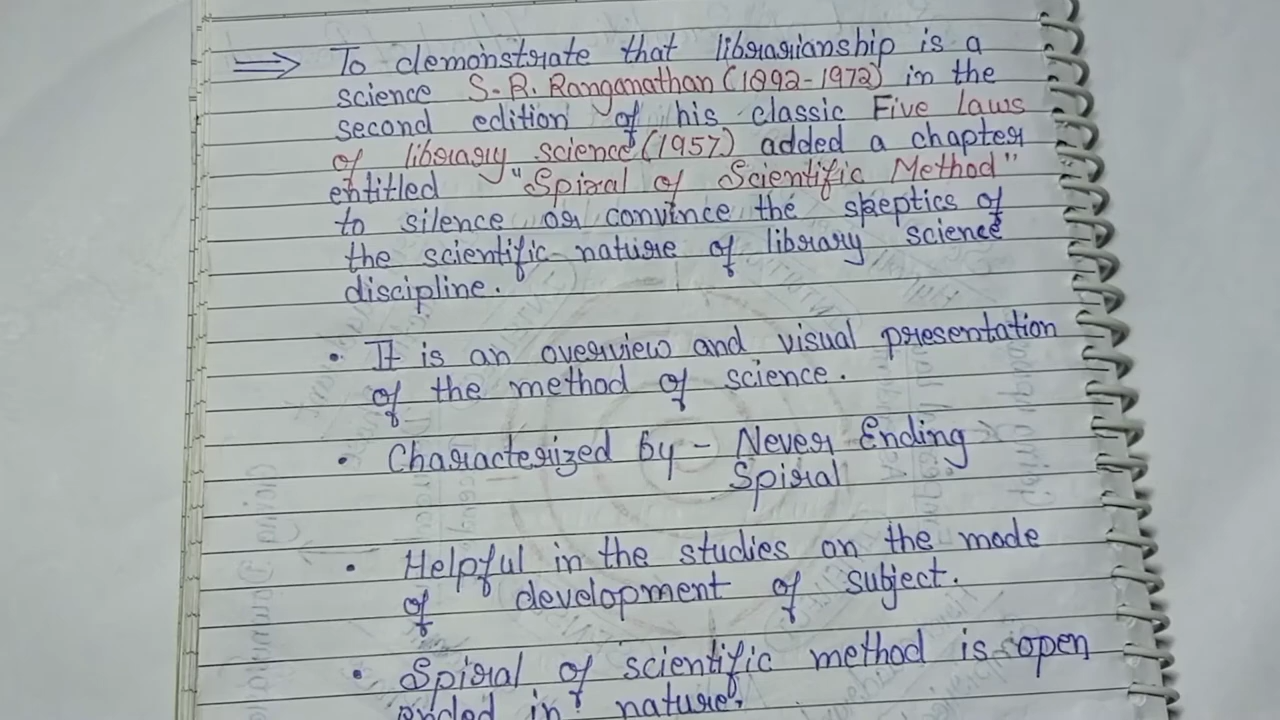 ⇒ To demonstrate that librarianship is a
science S.R. Ranganathan (1892-1972) in the
second edition of his classic Five Laws
of library science (1957) added a chapter
entitled "Spiral of Scientific Method"
to silence or convince the skeptics of
the scientific nature of library science
discipline.
• It is an overview and visual presentation
of the method of science.
• Characterized by - Never Ending
Spiral
• Helpful in the studies on the mode
of development of subject.
• Spiral of scientific method is open
ended in nature.